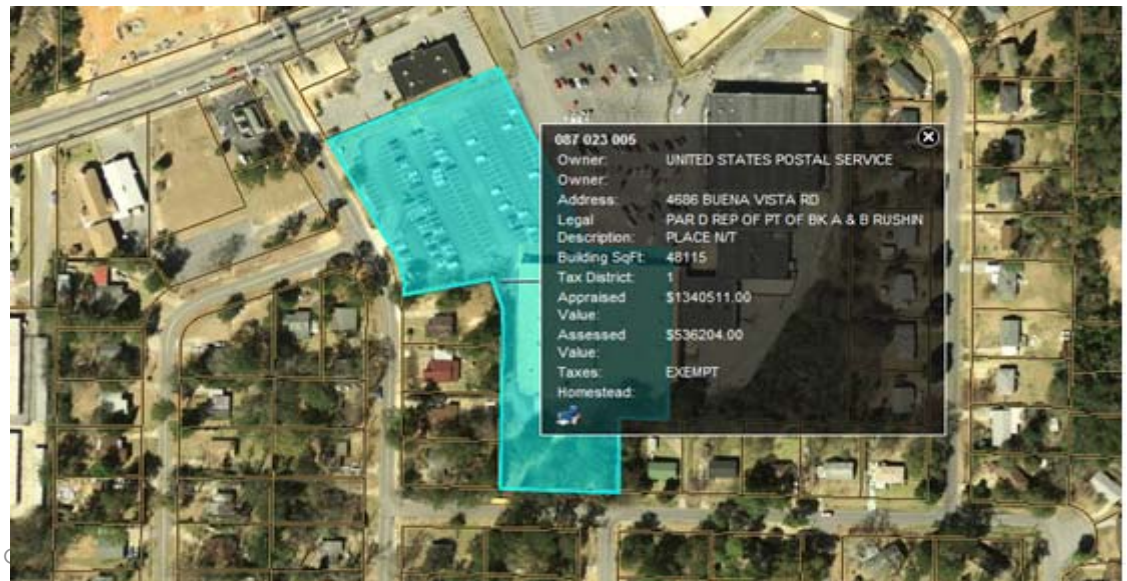 087 023 005
Owner: UNITED STATES POSTAL SERVICE
Owner:
Address: 4686 BUENA VISTA RD
Legal PAR D REP OF PT OF BK A & B RUSHIN
Description: PLACE N/T
Building SqFt: 48115
Tax District: 1
Appraised $1340511.00
Value:
Assessed $536204.00
Value:
Taxes: EXEMPT
Homestead: